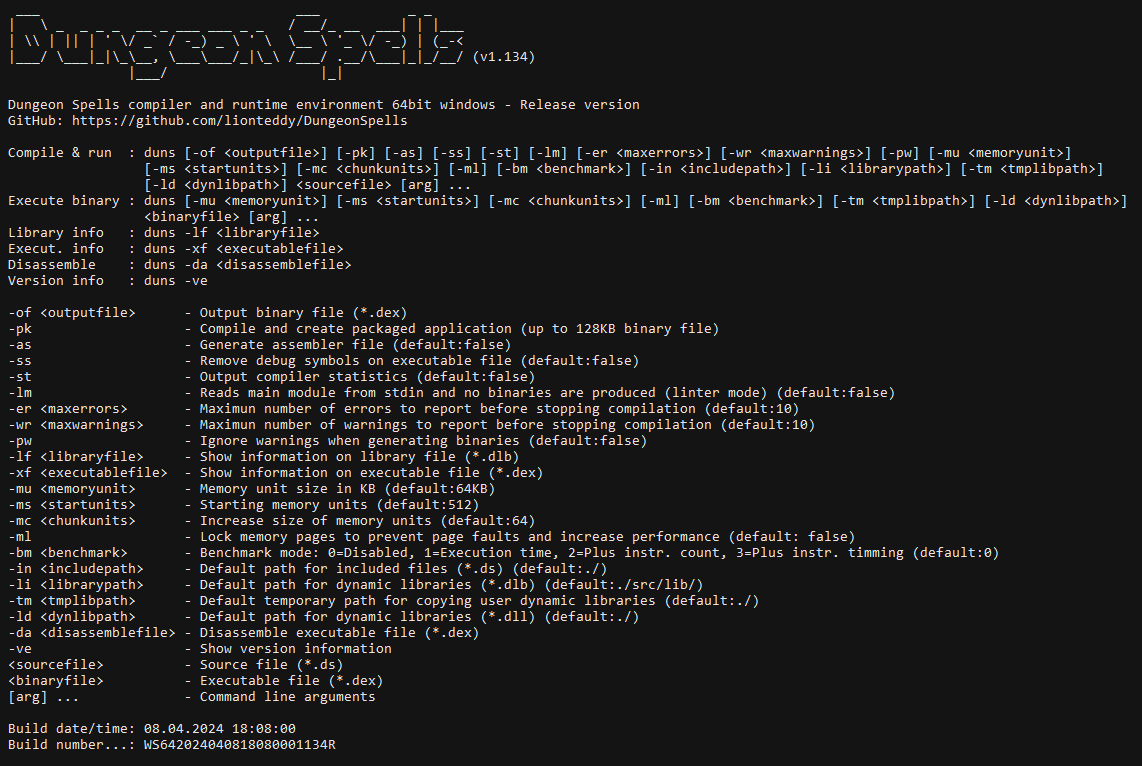 Dungeon Spells (v1.134)
Dungeon Spells compiler and runtime environment 64bit windows - Release version
GitHub: https://github.com/lionteddy/DungeonSpells
Compile & run  : duns [-of <outputfile>] [-pk] [-as] [-ss] [-st] [-lm] [-er <maxerrors>] [-wr <maxwarnings>] [-pw] [-mu <memoryunit>]
                 [-ms <startunits>] [-mc <chunkunits>] [-ml] [-bm <benchmark>] [-in <includepath>] [-li <librarypath>] [-tm <tmplibpath>]
                 [-ld <dynlibpath>] <sourcefile> [arg] ...
Execute binary : duns [-mu <memoryunit>] [-ms <startunits>] [-mc <chunkunits>] [-ml] [-bm <benchmark>] [-tm <tmplibpath>] [-ld <dynlibpath>]
                 <binaryfile> [arg] ...
Library info   : duns -lf <libraryfile>
Execut. info   : duns -xf <executablefile>
Disassemble    : duns -da <disassemblefile>
Version info   : duns -ve
-of <outputfile>      - Output binary file (*.dex)
-pk                   - Compile and create packaged application (up to 128KB binary file)
-as                   - Generate assembler file (default:false)
-ss                   - Remove debug symbols on executable file (default:false)
-st                   - Output compiler statistics (default:false)
-lm                   - Reads main module from stdin and no binaries are produced (linter mode) (default:false)
-er <maxerrors>       - Maximun number of errors to report before stopping compilation (default:10)
-wr <maxwarnings>     - Maximun number of warnings to report before stopping compilation (default:10)
-pw                   - Ignore warnings when generating binaries (default:false)
-lf <libraryfile>     - Show information on library file (*.dlb)
-xf <executablefile>  - Show information on executable file (*.dex)
-mu <memoryunit>      - Memory unit size in KB (default:64KB)
-ms <startunits>      - Starting memory units (default:512)
-mc <chunkunits>      - Increase size of memory units (default:64)
-ml                   - Lock memory pages to prevent page faults and increase performance (default: false)
-bm <benchmark>       - Benchmark mode: 0=Disabled, 1=Execution time, 2=Plus instr. count, 3=Plus instr. timming (default:0)
-in <includepath>     - Default path for included files (*.ds) (default:./)
-li <librarypath>     - Default path for dynamic libraries (*.dlb) (default:./src/lib/)
-tm <tmplibpath>      - Default temporary path for copying user dynamic libraries (default:./)
-ld <dynlibpath>      - Default path for dynamic libraries (*.dll) (default:./)
-da <disassemblefile> - Disassemble executable file (*.dex)
-ve                   - Show version information
<sourcefile>          - Source file (*.ds)
<binaryfile>          - Executable file (*.dex)
[arg] ...             - Command line arguments
Build date/time: 08.04.2024 18:08:00
Build number...: WS642024040818080001134R